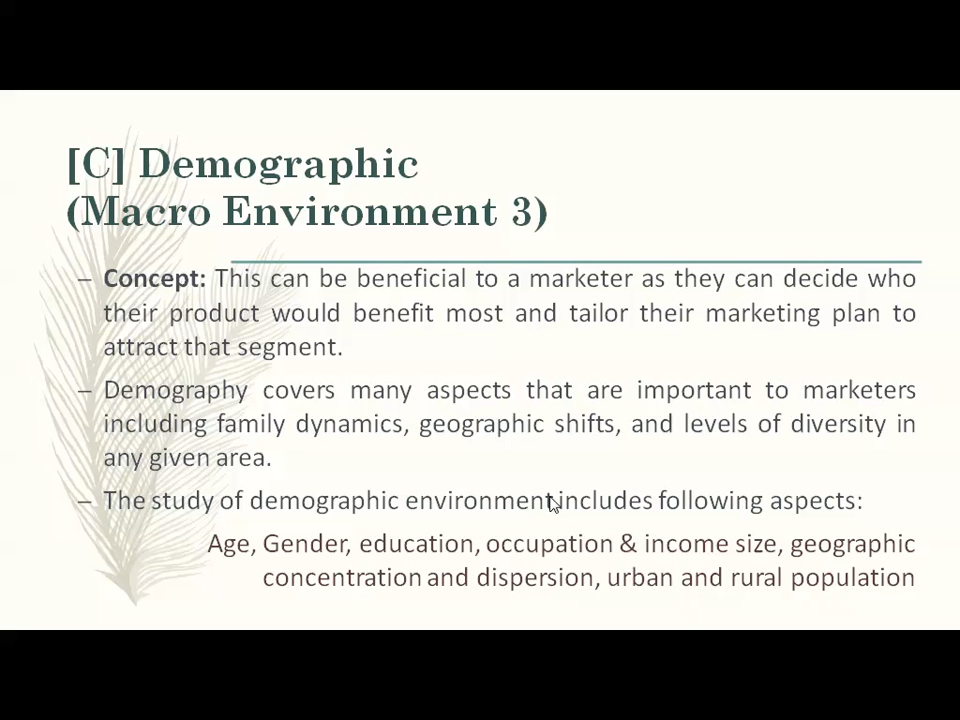 [C] Demographic
(Macro Environment 3)
– Concept: This can be beneficial to a marketer as they can decide who
their product would benefit most and tailor their marketing plan to
attract that segment.
– Demography covers many aspects that are important to marketers
including family dynamics, geographic shifts, and levels of diversity in
any given area.
– The study of demographic environment includes following aspects:
Age, Gender, education, occupation & income size, geographic
concentration and dispersion, urban and rural population